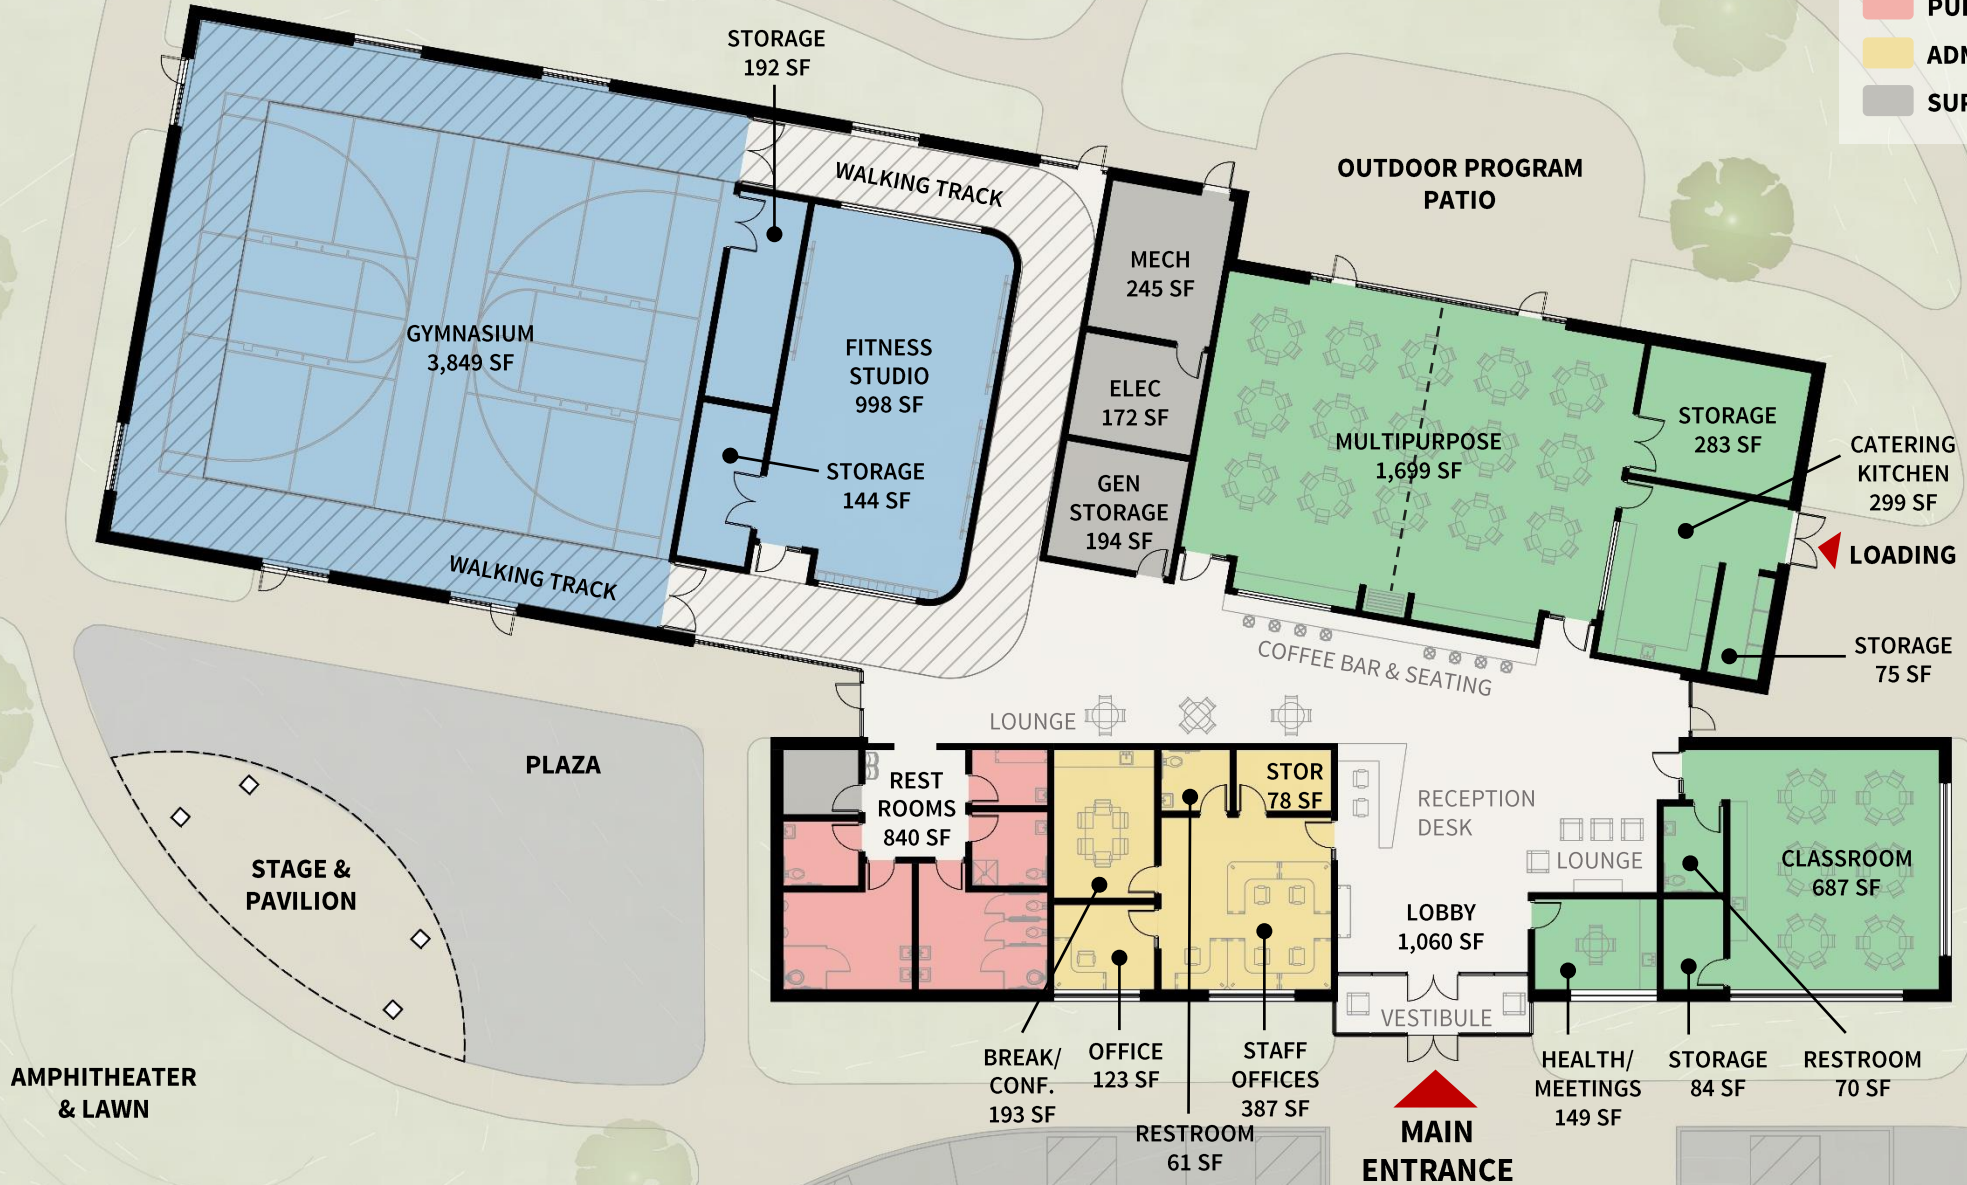 PU
ADM
SUP
STORAGE
192 SF
WALKING TRACK
OUTDOOR PROGRAM
PATIO
MECH
245 SF
GYMNASIUM
3,849 SF
FITNESS
STUDIO
998 SF
ELEC
172 SF
STORAGE
283 SF
MULTIPURPOSE
1,699 SF
CATERING
KITCHEN
299 SF
STORAGE
144 SF
GEN
STORAGE
194 SF
LOADING
WALKING TRACK
COFFEE BAR & SEATING
STORAGE
75 SF
LOUNGE
PLAZA
REST
ROOMS
840 SF
STOR
78 SF
RECEPTION
DESK
STAGE &
PAVILION
LOUNGE
CLASSROOM
687 SF
LOBBY
1,060 SF
VESTIBULE
AMPHITHEATER
& LAWN
BREAK/
CONF.
193 SF
OFFICE
123 SF
STAFF
OFFICES
387 SF
RESTROOM
61 SF
HEALTH/
MEETINGS
149 SF
STORAGE
84 SF
RESTROOM
70 SF
MAIN
ENTRANCE